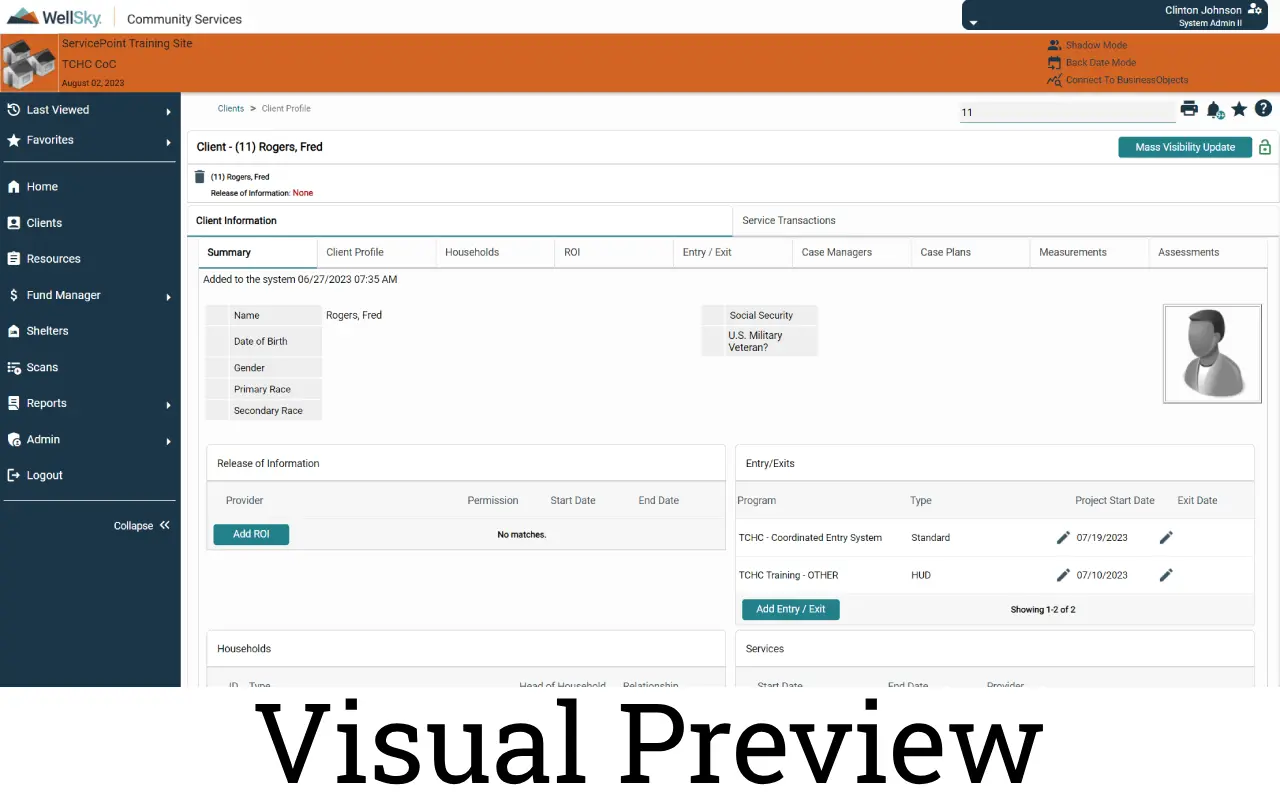 WellSky. Community Services
Clinton Johnson
System Admin II
ServicePoint Training Site
TCHC CoC
August 02, 2023
Shadow Mode
Back Date Mode
Connect To BusinessObjects
Last Viewed
Favorites
Home
Clients
Resources
$ Fund Manager
Shelters
Scans
Reports
Admin
Logout
Collapse
Clients > Client Profile
11
9+
?
Client - (11) Rogers, Fred
Mass Visibility Update
(11) Rogers, Fred
Release of Information: None
Client Information Service Transactions
Summary Client Profile Households ROI Entry / Exit Case Managers Case Plans Measurements Assessments
Added to the system 06/27/2023 07:35 AM
Name Rogers, Fred
Date of Birth
Gender
Primary Race
Secondary Race
Social Security
U.S. Military
Veteran?
Release of Information
Provider Permission Start Date End Date
Add ROI No matches.
Entry/Exits
Program Type Project Start Date Exit Date
TCHC - Coordinated Entry System Standard 07/19/2023
TCHC Training - OTHER HUD 07/10/2023
Add Entry / Exit Showing 1-2 of 2
Households
ID Type Head of Household Relationship
Services
Start Date End Date Provider
Visual Preview